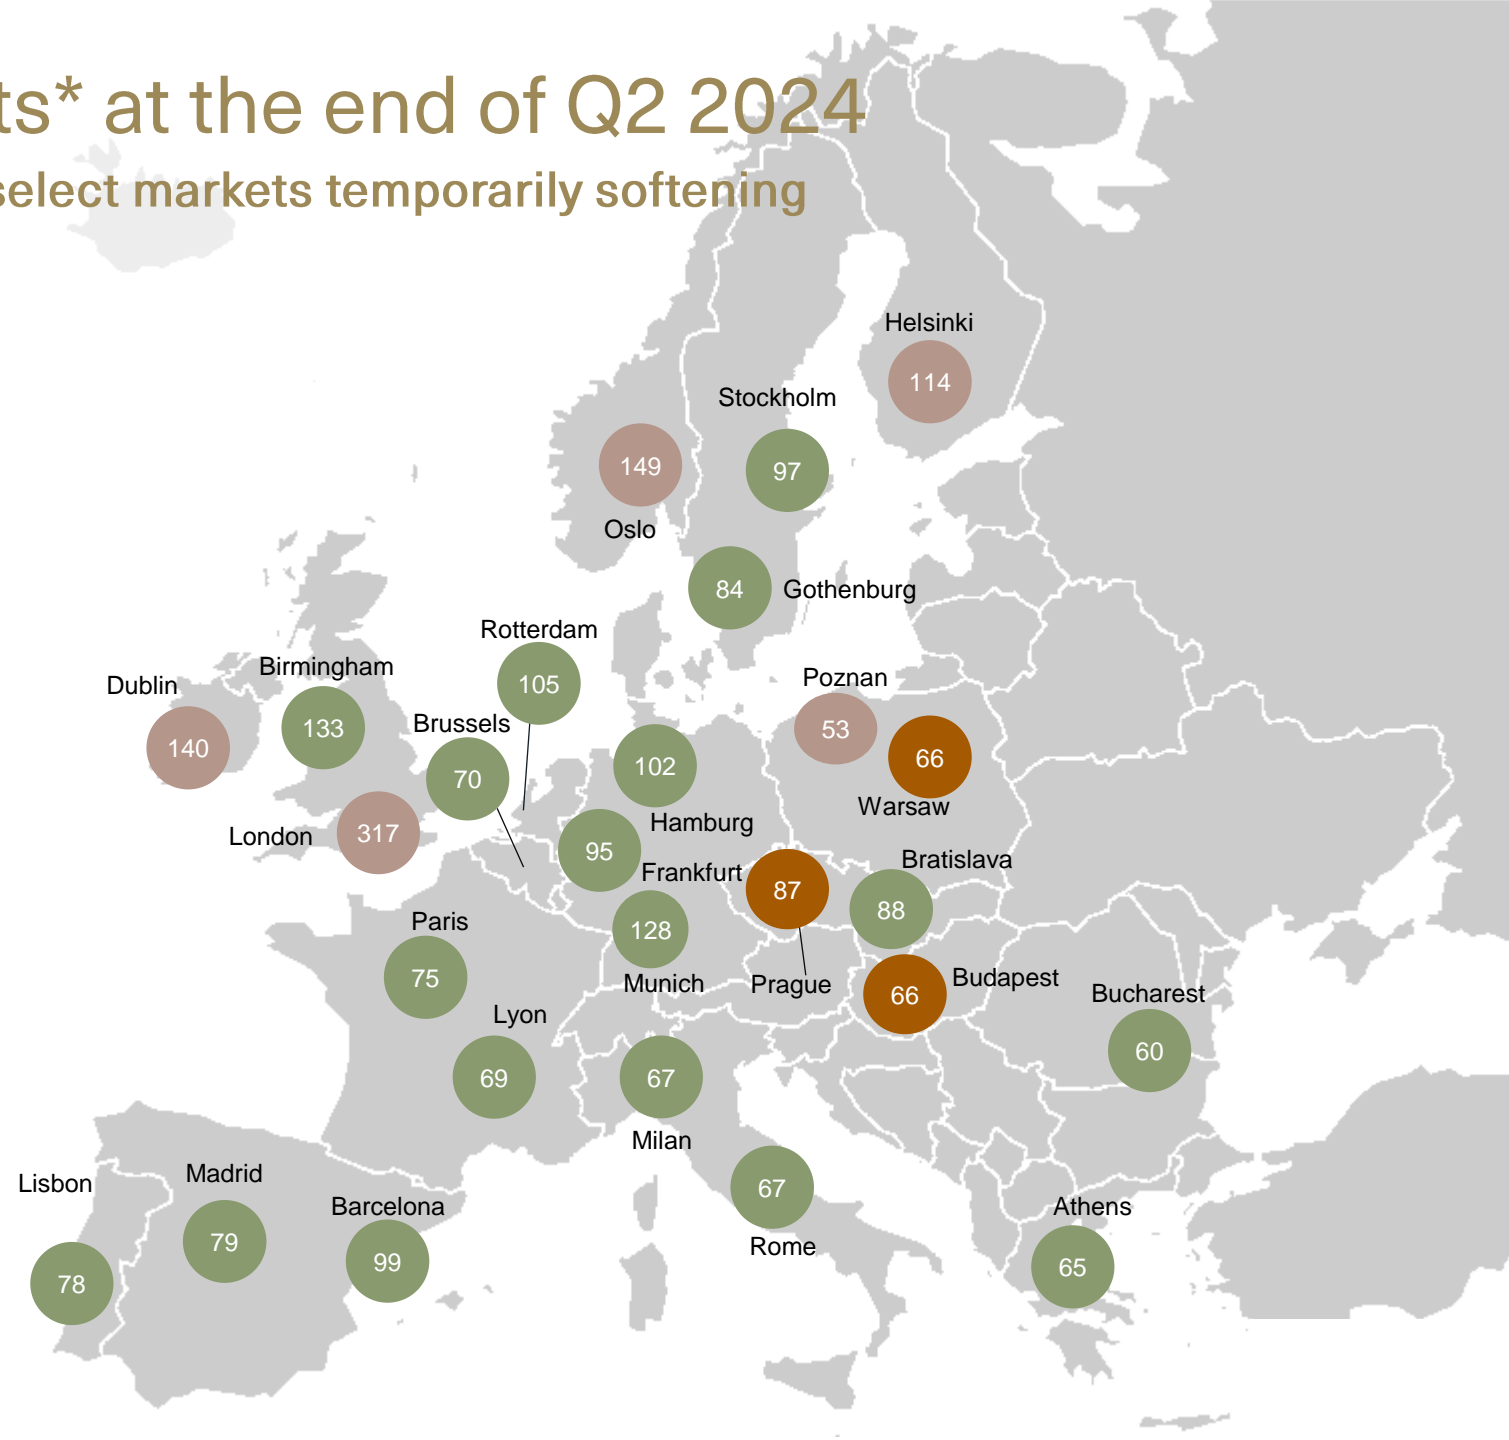 ts* at the end of Q2 2024
select markets temporarily softening
Helsinki
114
Stockholm
97
149
Oslo
84
Gothenburg
Rotterdam
105
Birmingham
133
Dublin
140
Brussels
70
Poznan
53
66
Warsaw
102
Hamburg
London
317
95
Frankfurt
87
Prague
Bratislava
88
128
Munich
Paris
75
66
Budapest
Bucharest
60
Lyon
69
67
Milan
Lisbon
78
Madrid
79
Barcelona
99
67
Rome
Athens
65